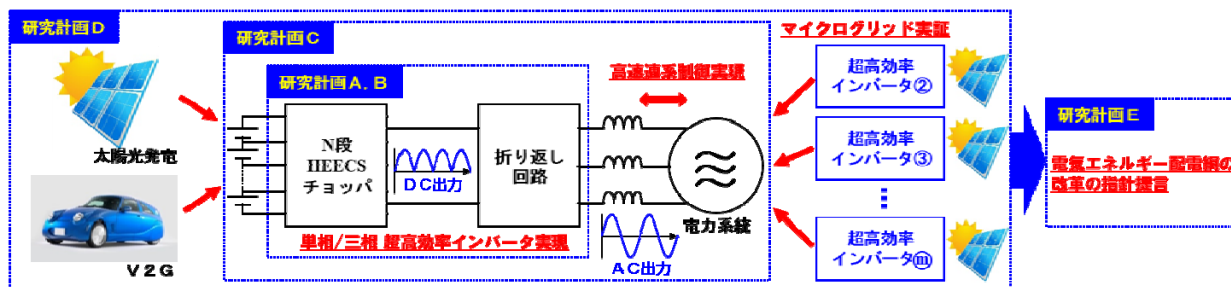 研究計画D
太陽光発電
V2G
研究計画C
研究計画A. B
N段
HEECS
チョッパ
DC出力
折り返し
回路
単相/三相 超高効率インバータ実現
高速連系制御実現
電力系統
AC出力
マイクログリッド実証
超高効率
インバータ②
超高効率
インバータ③
超高効率
インバータⓜ
研究計画E
電氣エネルギー配電網の
改革の指針提言